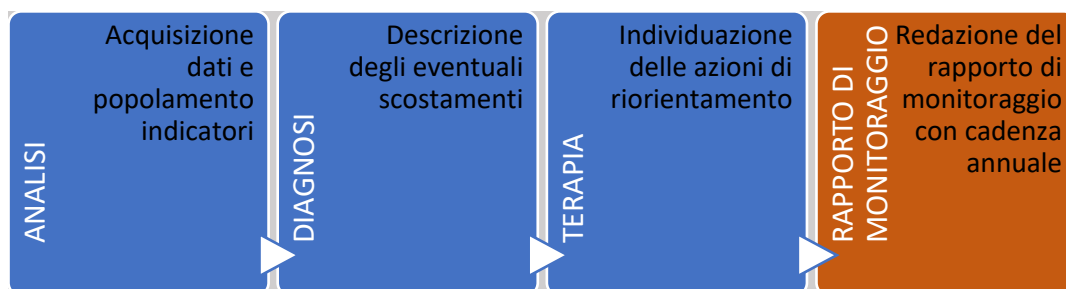 ANALISI
Acquisizione
dati e
popolamento
indicatori
DIAGNOSI
Descrizione
degli eventuali
scostamenti
TERAPIA
Individuazione
delle azioni di
riorientamento
RAPPORTO DI
MONITORAGGIO
Redazione del
rapporto di
monitoraggio
con cadenza
annuale